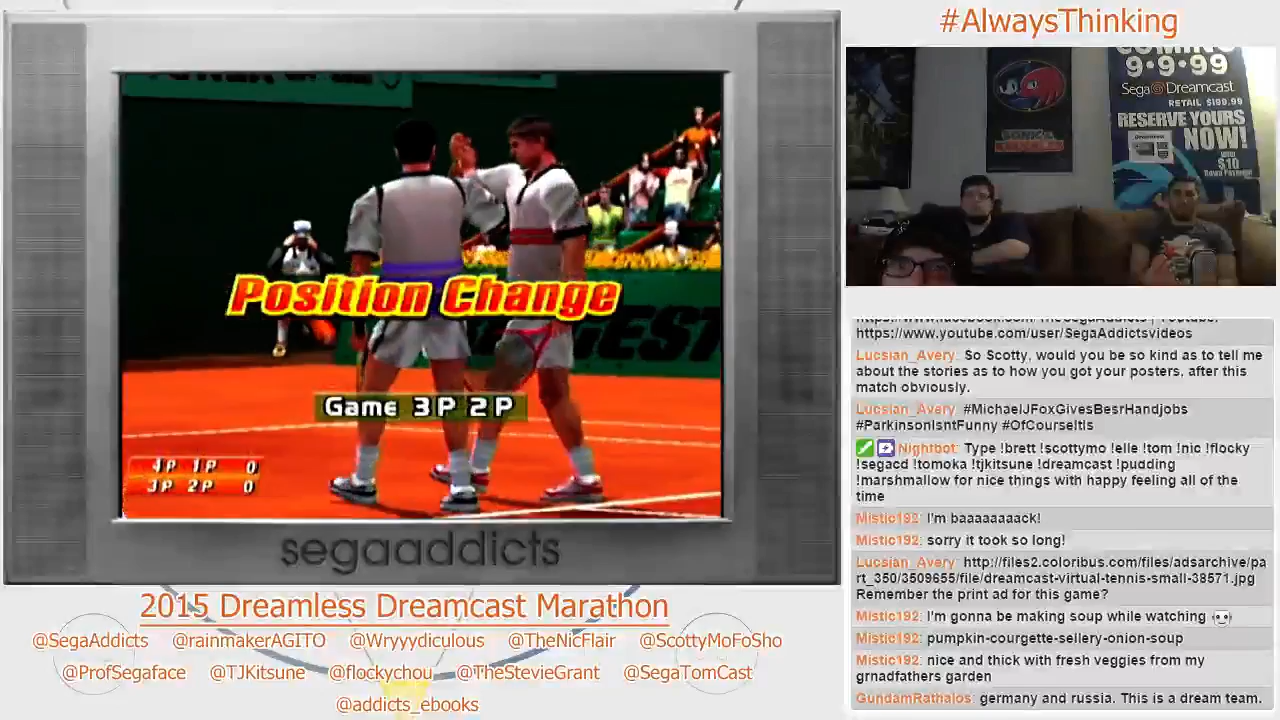 #AlwaysThinking
COMING
9•9•99
Sega Dreamcast
RETAIL $199.99
RESERVE YOURS
NOW!
$10
Position Change
Game 3P 2P
4P 1P 0
3P 2P 0
segaaddicts
https://www.youtube.com/user/SegaAddictsvideos
Lucsian_Avery: So Scotty, would you be so kind as to tell me
about the stories as to how you got your posters, after this
match obviously.
Lucsian_Avery: #MichaelJFoxGivesBesrHandjobs
#ParkinsonIsntFunny #OfCourseItIs
Nightbot: Type !brett !scottymo !elle !tom !nic !flocky
!segacd !tomoka !tjkitsune !dreamcast !pudding
!marshmallow for nice things with happy feeling all of the
time
Mistic192: I'm baaaaaaaack!
Mistic192: sorry it took so long!
Lucsian_Avery: http://files2.coloribus.com/files/adsarchive/pa
rt_350/3509655/file/dreamcast-virtual-tennis-small-38571.jpg
Remember the print ad for this game?
Mistic192: I'm gonna be making soup while watching
Mistic192: pumpkin-courgette-sellery-onion-soup
Mistic192: nice and thick with fresh veggies from my
grnadfathers garden
GundamRathalos: germany and russia. This is a dream team.
2015 Dreamless Dreamcast Marathon
@SegaAddicts @rainmakerAGITO @Wryyydiculous @TheNicFlair @ScottyMoFoSho
@ProfSegaface @TJKitsune @flockychou @TheStevieGrant @SegaTomCast
@addicts_ebooks